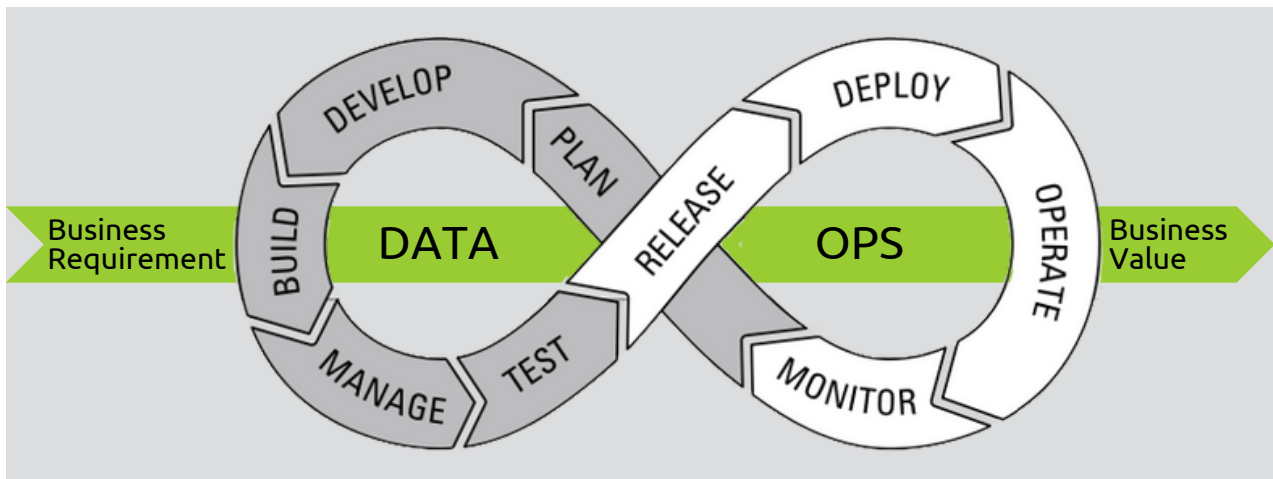 DEVELOP
PLAN
BUILD
MANAGE
TEST
RELEASE
DEPLOY
OPERATE
MONITOR
Business
Requirement
DATA
OPS
Business
Value